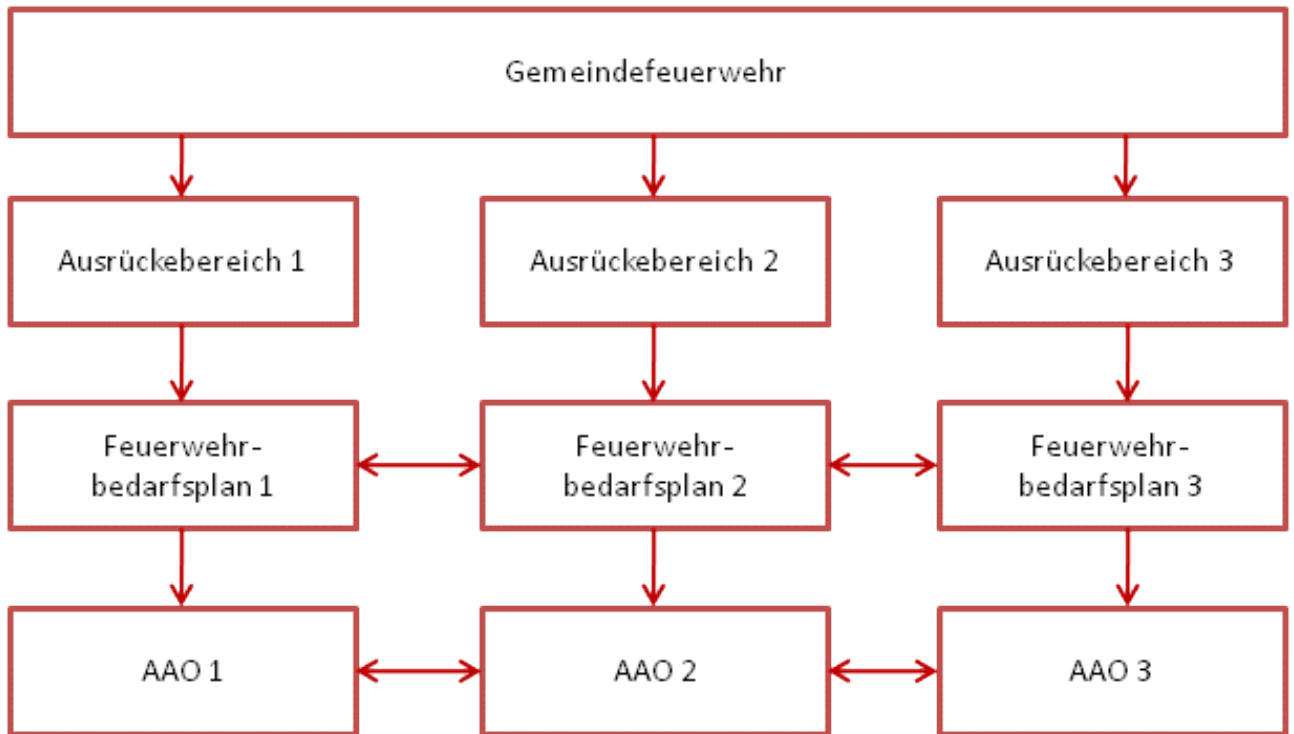 Gemeindefeuerwehr
Ausrückebereich 1
Ausrückebereich 2
Ausrückebereich 3
Feuerwehr-
bedarfsplan 1
Feuerwehr-
bedarfsplan 2
Feuerwehr-
bedarfsplan 3
AAO 1
AAO 2
AAO 3